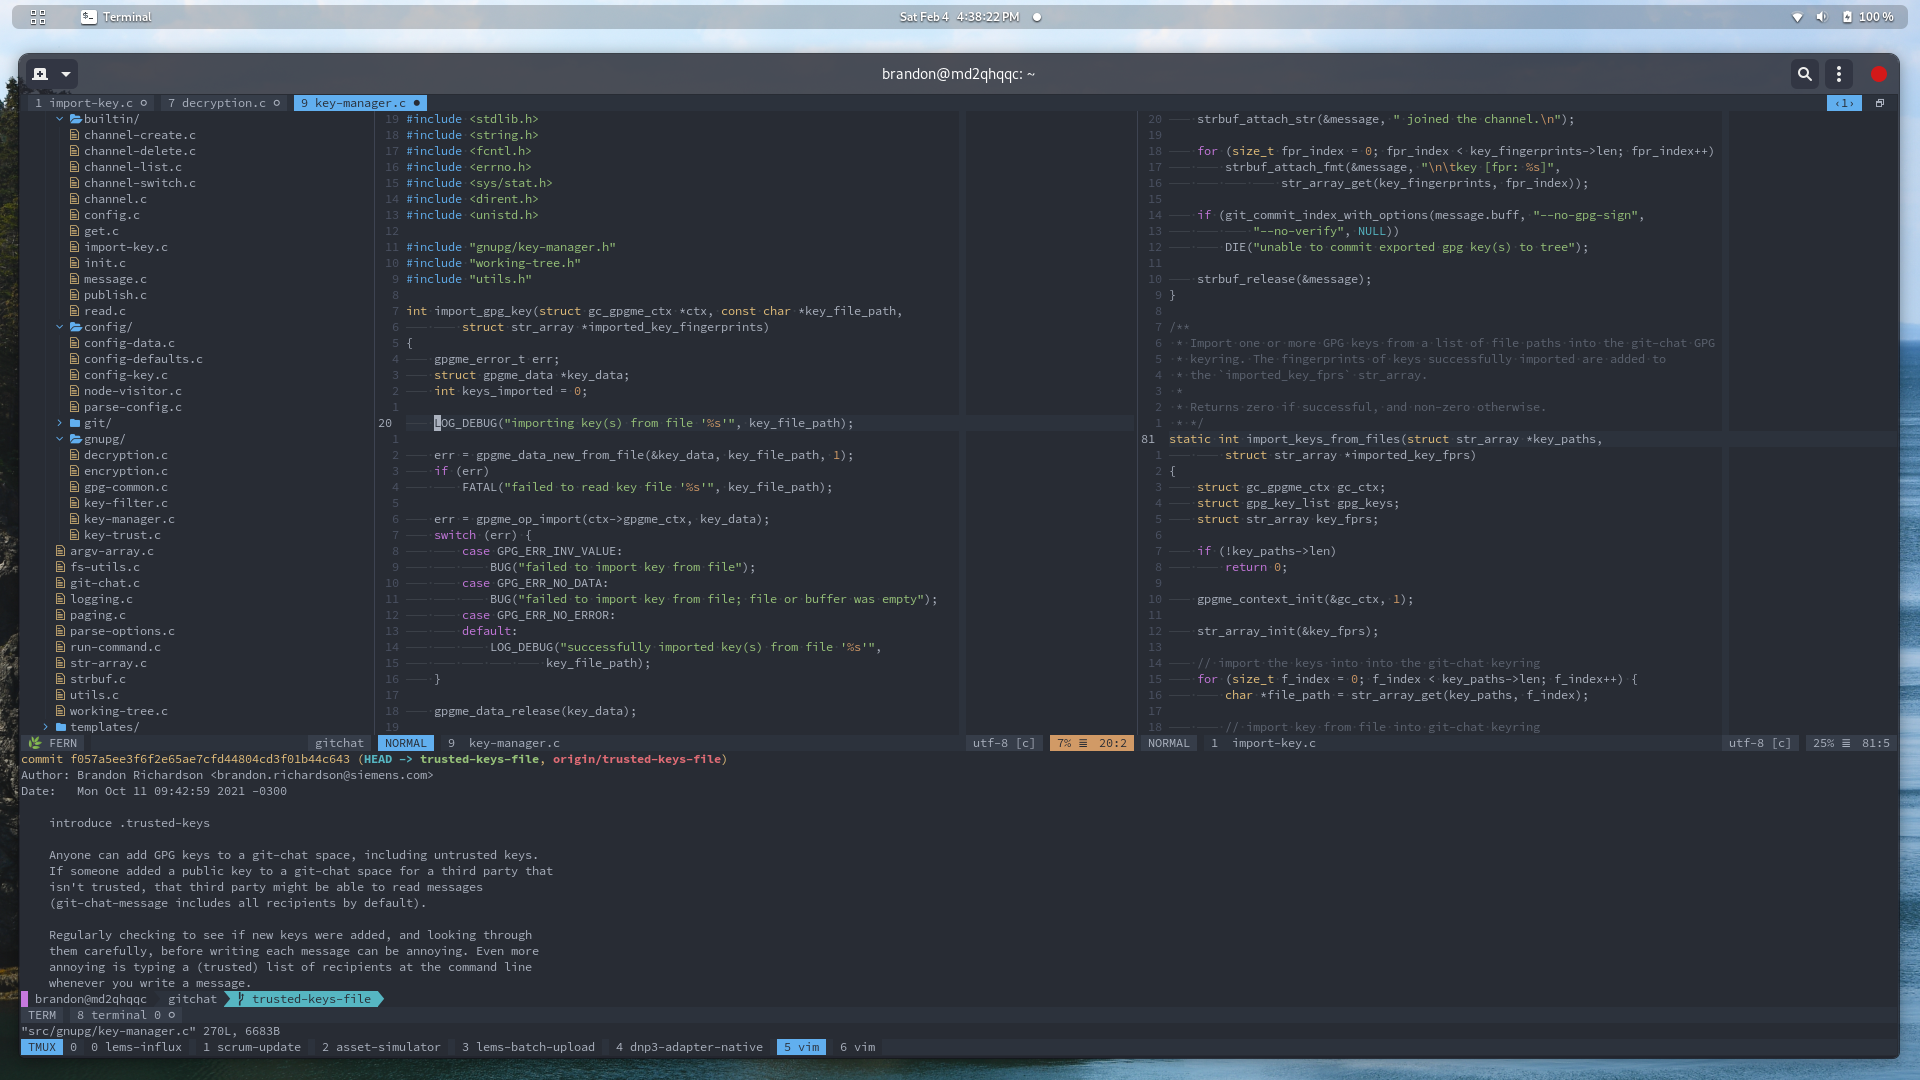 Terminal
Sat Feb 4 4:38:22 PM
100 %
brandon@md2qhqqc: ~
1 import-key.c
7 decryption.c
9 key-manager.c
‹1›
builtin/
channel-create.c
channel-delete.c
channel-list.c
channel-switch.c
channel.c
config.c
get.c
import-key.c
init.c
message.c
publish.c
read.c
config/
config-data.c
config-defaults.c
config-key.c
node-visitor.c
parse-config.c
git/
gnupg/
decryption.c
encryption.c
gpg-common.c
key-filter.c
key-manager.c
key-trust.c
argv-array.c
fs-utils.c
git-chat.c
logging.c
paging.c
parse-options.c
run-command.c
str-array.c
strbuf.c
utils.c
working-tree.c
templates/
FERN gitchat
19 #include <stdlib.h>
18 #include <string.h>
17 #include <fcntl.h>
16 #include <errno.h>
15 #include <sys/stat.h>
14 #include <dirent.h>
13 #include <unistd.h>
12
11 #include "gnupg/key-manager.h"
10 #include "working-tree.h"
9 #include "utils.h"
8
7 int import_gpg_key(struct gc_gpgme_ctx *ctx, const char *key_file_path,
6 struct str_array *imported_key_fingerprints)
5 {
4 gpgme_error_t err;
3 struct gpgme_data *key_data;
2 int keys_imported = 0;
1
20 LOG_DEBUG("importing key(s) from file '%s'", key_file_path);
1
2 err = gpgme_data_new_from_file(&key_data, key_file_path, 1);
3 if (err)
4 FATAL("failed to read key file '%s'", key_file_path);
5
6 err = gpgme_op_import(ctx->gpgme_ctx, key_data);
7 switch (err) {
8 case GPG_ERR_INV_VALUE:
9 BUG("failed to import key from file");
10 case GPG_ERR_NO_DATA:
11 BUG("failed to import key from file; file or buffer was empty");
12 case GPG_ERR_NO_ERROR:
13 default:
14 LOG_DEBUG("successfully imported key(s) from file '%s'",
15 key_file_path);
16 }
17
18 gpgme_data_release(key_data);
19
NORMAL 9 key-manager.c utf-8 [c] 7% 20:2
20 strbuf_attach_str(&message, " joined the channel.\n");
19
18 for (size_t fpr_index = 0; fpr_index < key_fingerprints->len; fpr_index++)
17 strbuf_attach_fmt(&message, "\n\tkey [fpr: %s]",
16 str_array_get(key_fingerprints, fpr_index));
15
14 if (git_commit_index_with_options(message.buff, "--no-gpg-sign",
13 "--no-verify", NULL))
12 DIE("unable to commit exported gpg key(s) to tree");
11
10 strbuf_release(&message);
9 }
8
7 /**
6 * Import one or more GPG keys from a list of file paths into the git-chat GPG
5 * keyring. The fingerprints of keys successfully imported are added to
4 * the `imported_key_fprs` str_array.
3 *
2 * Returns zero if successful, and non-zero otherwise.
1 * */
81 static int import_keys_from_files(struct str_array *key_paths,
1 struct str_array *imported_key_fprs)
2 {
3 struct gc_gpgme_ctx gc_ctx;
4 struct gpg_key_list gpg_keys;
5 struct str_array key_fprs;
6
7 if (!key_paths->len)
8 return 0;
9
10 gpgme_context_init(&gc_ctx, 1);
11
12 str_array_init(&key_fprs);
13
14 // import the keys into into the git-chat keyring
15 for (size_t f_index = 0; f_index < key_paths->len; f_index++) {
16 char *file_path = str_array_get(key_paths, f_index);
17
18 // import key from file into git-chat keyring
NORMAL 1 import-key.c utf-8 [c] 25% 81:5
commit f057a5ee3f6f2e65ae7cfd44804cd3f01b44c643 (HEAD -> trusted-keys-file, origin/trusted-keys-file)
Author: Brandon Richardson <brandon.richardson@siemens.com>
Date: Mon Oct 11 09:42:59 2021 -0300
introduce .trusted-keys
Anyone can add GPG keys to a git-chat space, including untrusted keys.
If someone added a public key to a git-chat space for a third party that
isn't trusted, that third party might be able to read messages
(git-chat-message includes all recipients by default).
Regularly checking to see if new keys were added, and looking through
them carefully, before writing each message can be annoying. Even more
annoying is typing a (trusted) list of recipients at the command line
whenever you write a message.
brandon@md2qhqqc gitchat trusted-keys-file
TERM 8 terminal 0
"src/gnupg/key-manager.c" 270L, 6683B
TMUX 0 0 lems-influx 1 scrum-update 2 asset-simulator 3 lems-batch-upload 4 dnp3-adapter-native 5 vim 6 vim